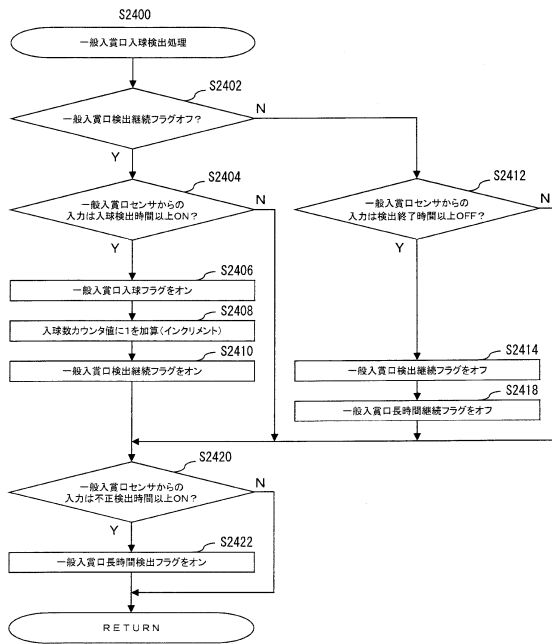 S2400
一般入賞口入球検出処理
S2402
一般入賞口検出継続フラグオフ?
N
Y
S2404
一般入賞口センサからの
入力は入球検出時間以上ON?
N
Y
S2412
一般入賞口センサからの
入力は検出終了時間以上OFF?
N
Y
S2406
一般入賞口入球フラグをオン
S2408
入球数カウンタ値に1を加算(インクリメント)
S2410
一般入賞口検出継続フラグをオン
S2414
一般入賞口検出継続フラグをオフ
S2418
一般入賞口長時間継続フラグをオフ
S2420
一般入賞口センサからの
入力は不正検出時間以上ON?
N
Y
S2422
一般入賞口長時間検出フラグをオン
RETURN